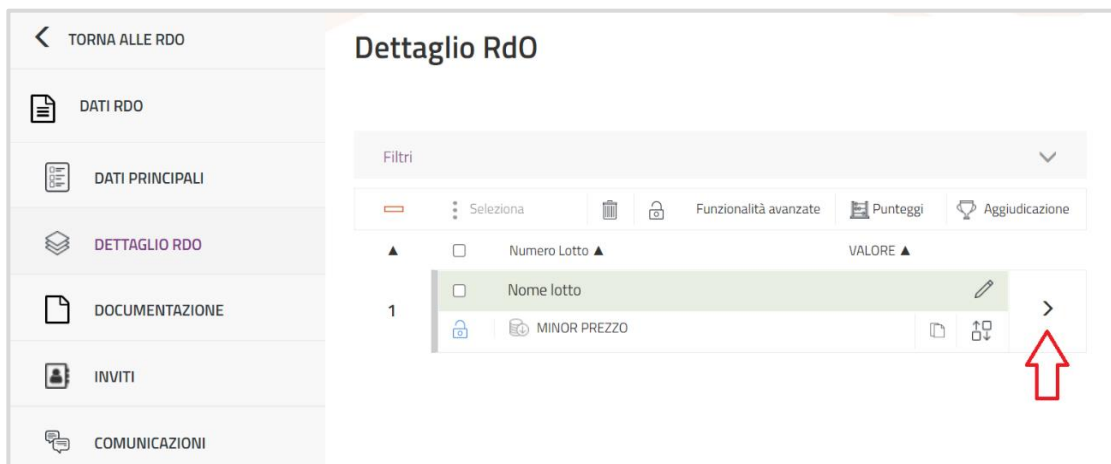 TORNA ALLE RDO
DATI RDO
DATI PRINCIPALI
DETTAGLIO RDO
DOCUMENTAZIONE
INVITI
COMUNICAZIONI
Dettaglio RdO
Filtri
Seleziona Funzionalità avanzate Punteggi Aggiudicazione
▲ Numero Lotto ▲ VALORE ▲
1 Nome lotto
MINOR PREZZO